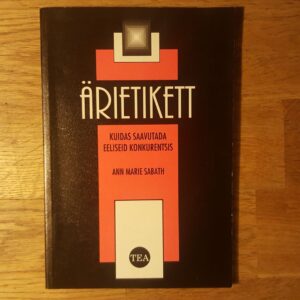 ÄRIETIKETT
KUIDAS SAAVUTADA
EELISEID KONKURENTSIS
ANN MARIE SABATH
TEA